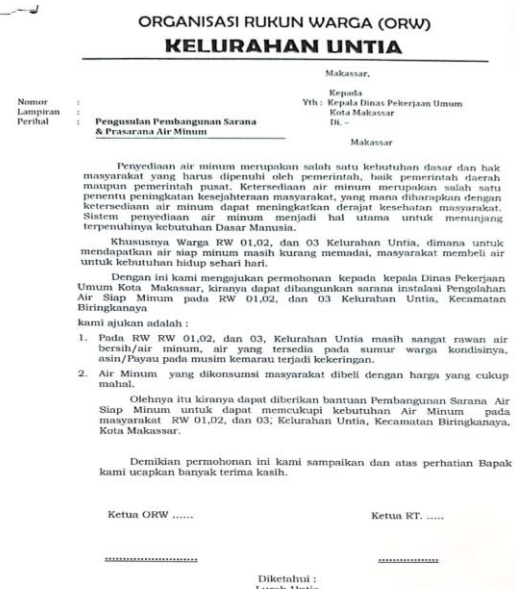 ORGANISASI RUKUN WARGA (ORW)
KELURAHAN UNTIA
Makassar,
Kepada
Nomor :
Yth : Kepala Dinas Pekerjaan Umum
Lampiran :
Kota Makassar
Perihal : Pengusulan Pembangunan Sarana
Di. –
& Prasarana Air Minum
Makassar
Penyediaan air minum merupakan salah satu kebutuhan dasar dan hak
masyarakat yang harus dipenuhi oleh pemerintah, baik pemerintah daerah
maupun pemerintah pusat. Ketersediaan air minum merupakan salah satu
penentu peningkatan kesejahteraan masyarakat, yang mana diharapkan dengan
ketersediaan air minum dapat meningkatkan derajat kesehatan masyarakat.
Sistem penyediaan air minum menjadi hal utama untuk menunjang
terpenuhinya kebutuhan Dasar Manusia.
Khususnya Warga RW 01,02, dan 03 Kelurahan Untia, dimana untuk
mendapatkan air siap minum masih kurang memadai, masyarakat membeli air
untuk kebutuhan hidup sehari hari.
Dengan ini kami mengajukan permohonan kepada kepala Dinas Pekerjaan
Umum Kota Makassar, kiranya dapat dibangunkan sarana instalasi Pengolahan
Air Siap Minum pada RW 01,02, dan 03 Kelurahan Untia, Kecamatan
Biringkanaya
kami ajukan adalah :
1. Pada RW RW 01,02, dan 03, Kelurahan Untia masih sangat rawan air
bersih/air minum, air yang tersedia pada sumur warga kondisinya,
asin/Payau pada musim kemarau terjadi kekeringan.
2. Air Minum yang dikonsumsi masyarakat dibeli dengan harga yang cukup
mahal.
Olehnya itu kiranya dapat diberikan bantuan Pembangunan Sarana Air
Siap Minum untuk dapat memcukupi kebutuhan Air Minum pada
masyarakat RW 01,02, dan 03, Kelurahan Untia, Kecamatan Biringkanaya,
Kota Makassar.
Demikian permohonan ini kami sampaikan dan atas perhatian Bapak
kami ucapkan banyak terima kasih.
Ketua ORW ......
Ketua RT. .....
Diketahui :
Lurah Untia